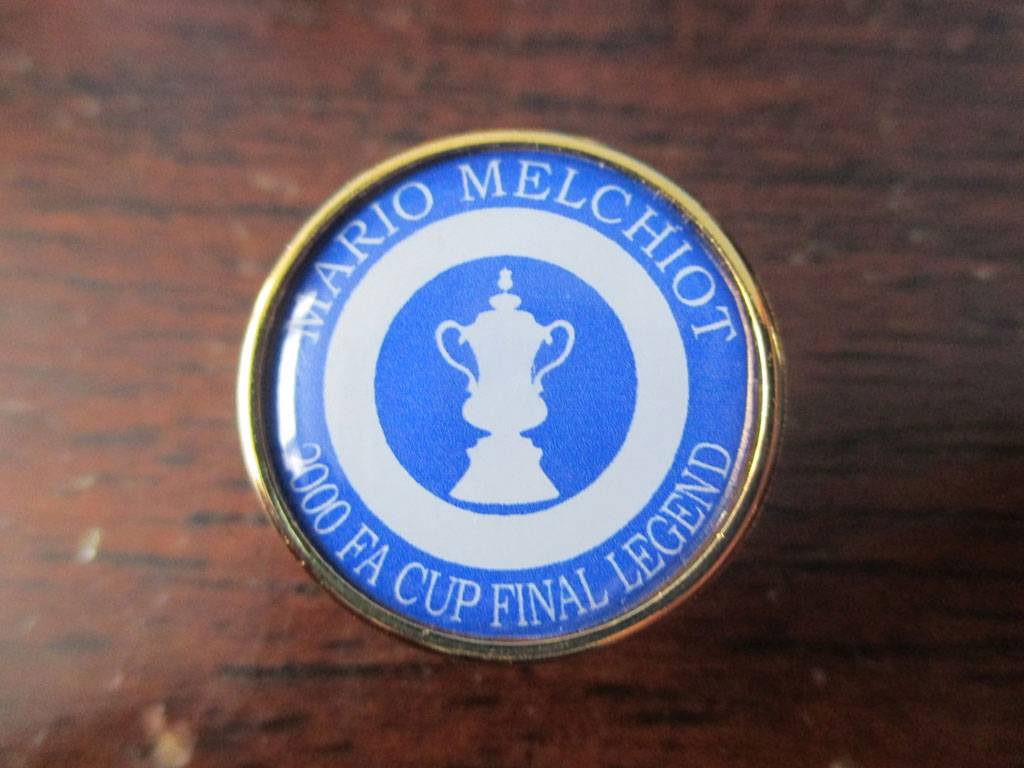 MARIO MELCHIOT
2000 FA CUP FINAL LEGEND